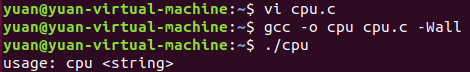 yuan@yuan-virtual-machine:~$ vi cpu.c
yuan@yuan-virtual-machine:~$ gcc -o cpu cpu.c -Wall
yuan@yuan-virtual-machine:~$ ./cpu
usage: cpu <string>